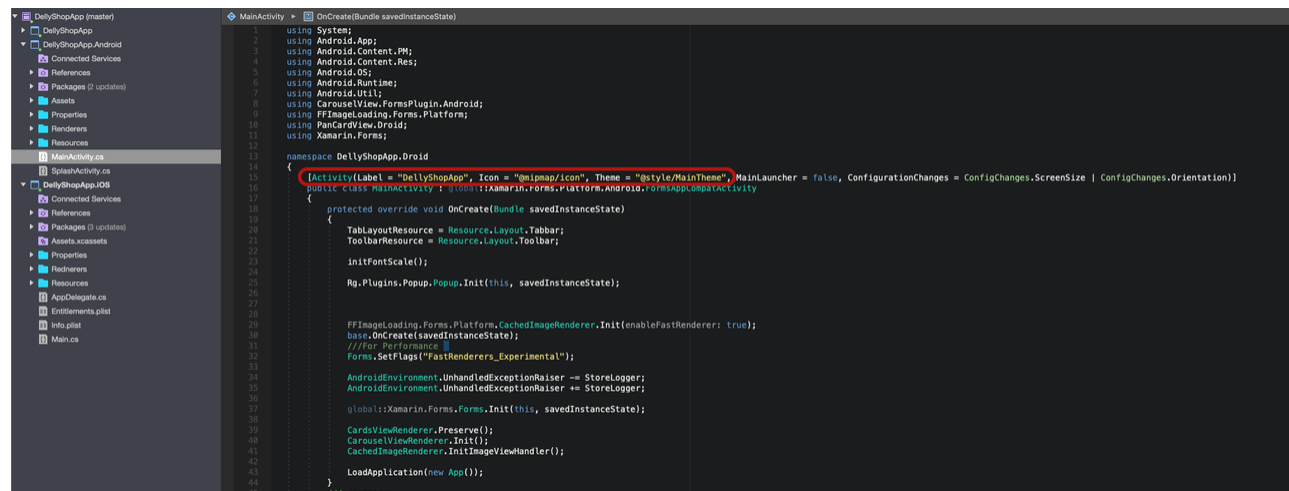 DellyShopApp (master)
DellyShopApp
DellyShopApp.Android
Connected Services
References
Packages (2 updates)
Assets
Properties
Renderers
Resources
MainActivity.cs
SplashActivity.cs
DellyShopApp.iOS
Connected Services
References
Packages (3 updates)
Assets.xcassets
Properties
Rednerers
Resources
AppDelegate.cs
Entitlements.plist
Info.plist
Main.cs
MainActivity ▸ OnCreate(Bundle savedInstanceState)
1 using System;
2 using Android.App;
3 using Android.Content.PM;
4 using Android.Content.Res;
5 using Android.OS;
6 using Android.Runtime;
7 using Android.Util;
8 using CarouselView.FormsPlugin.Android;
9 using FFImageLoading.Forms.Platform;
10 using PanCardView.Droid;
11 using Xamarin.Forms;
12
13 namespace DellyShopApp.Droid
14 {
15 [Activity(Label = "DellyShopApp", Icon = "@mipmap/icon", Theme = "@style/MainTheme", MainLauncher = false, ConfigurationChanges = ConfigChanges.ScreenSize | ConfigChanges.Orientation)]
16 public class MainActivity : global::Xamarin.Forms.Platform.Android.FormsAppCompatActivity
17 {
18 protected override void OnCreate(Bundle savedInstanceState)
19 {
20 TabLayoutResource = Resource.Layout.Tabbar;
21 ToolbarResource = Resource.Layout.Toolbar;
22
23 initFontScale();
24
25 Rg.Plugins.Popup.Popup.Init(this, savedInstanceState);
26
27
28
29 FFImageLoading.Forms.Platform.CachedImageRenderer.Init(enableFastRenderer: true);
30 base.OnCreate(savedInstanceState);
31 ///For Performance
32 Forms.SetFlags("FastRenderers_Experimental");
33
34 AndroidEnvironment.UnhandledExceptionRaiser -= StoreLogger;
35 AndroidEnvironment.UnhandledExceptionRaiser += StoreLogger;
36
37 global::Xamarin.Forms.Forms.Init(this, savedInstanceState);
38
39 CardsViewRenderer.Preserve();
40 CarouselViewRenderer.Init();
41 CachedImageRenderer.InitImageViewHandler();
42
43 LoadApplication(new App());
44 }